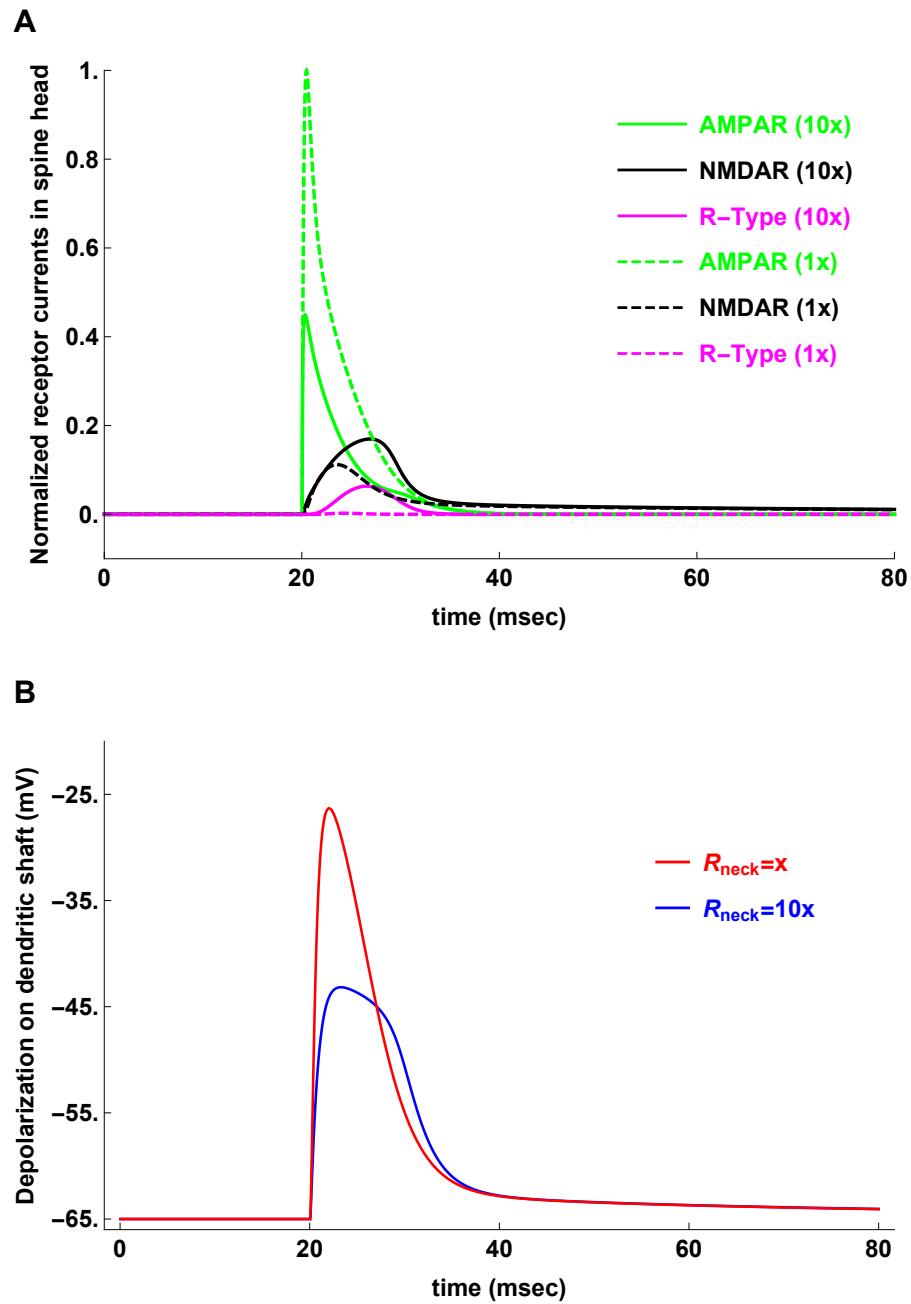 A
Normalized receptor currents in spine head
1.
0.8
0.6
0.4
0.2
0.
0
20
40
60
80
time (msec)
AMPAR (10x)
NMDAR (10x)
R−Type (10x)
AMPAR (1x)
NMDAR (1x)
R−Type (1x)
B
Depolarization on dendritic shaft (mV)
−25.
−35.
−45.
−55.
−65.
0
20
40
60
80
time (msec)
Rneck=x
Rneck=10x